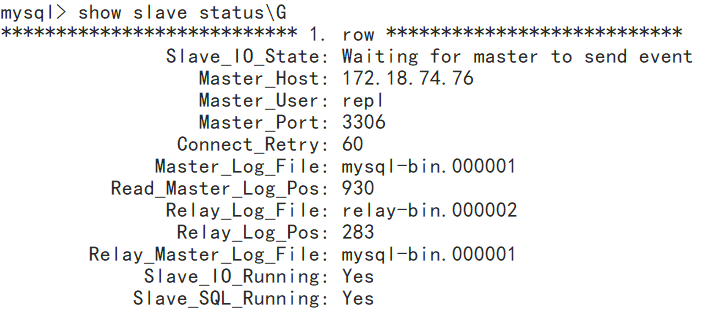 mysql> show slave status\G
*************************** 1. row ***************************
Slave_IO_State: Waiting for master to send event
Master_Host: 172.18.74.76
Master_User: repl
Master_Port: 3306
Connect_Retry: 60
Master_Log_File: mysql-bin.000001
Read_Master_Log_Pos: 930
Relay_Log_File: relay-bin.000002
Relay_Log_Pos: 283
Relay_Master_Log_File: mysql-bin.000001
Slave_IO_Running: Yes
Slave_SQL_Running: Yes